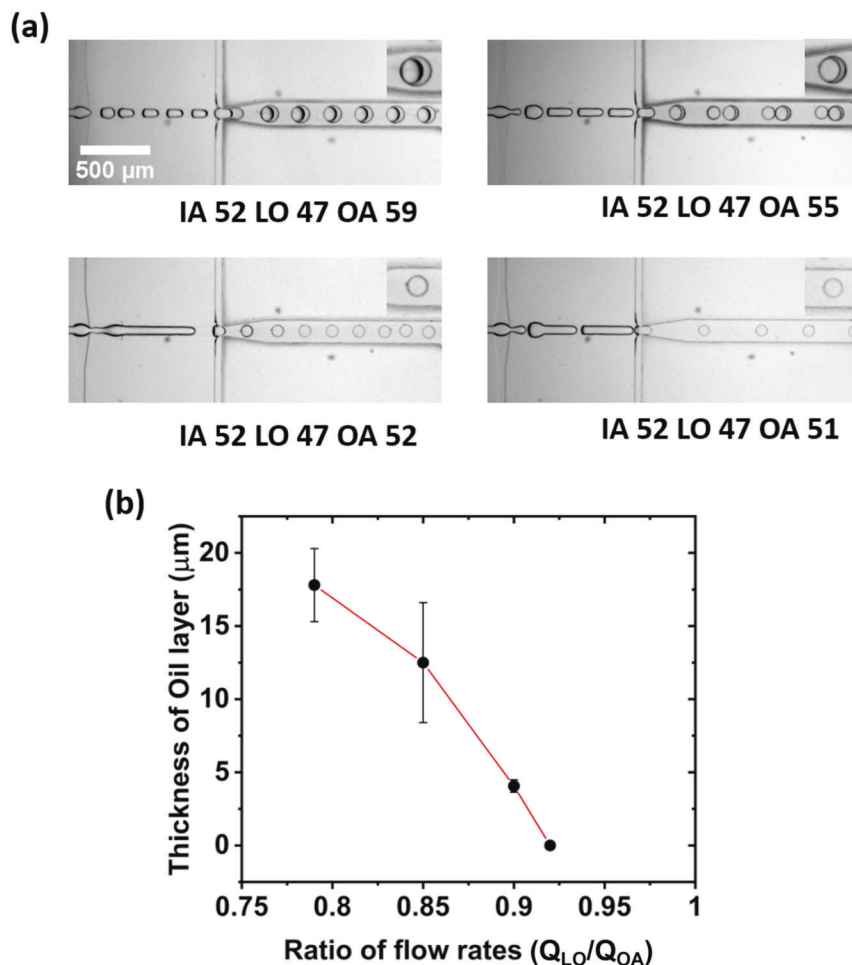 (a)
500 µm
IA 52 LO 47 OA 59
IA 52 LO 47 OA 55
IA 52 LO 47 OA 52
IA 52 LO 47 OA 51
(b)
Thickness of Oil layer (µm)
20
15
10
5
0
0.75 0.8 0.85 0.9 0.95 1
Ratio of flow rates (Q_LO/Q_OA)